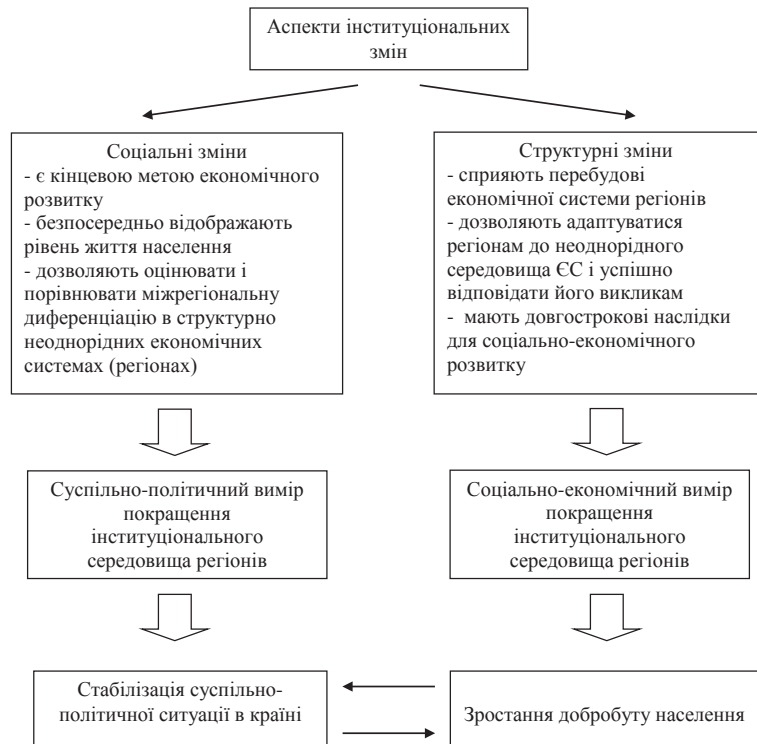 Аспекти інституціональних
змін
Соціальні зміни
- є кінцевою метою економічного
розвитку
- безпосередньо відображають
рівень життя населення
- дозволяють оцінювати і
порівнювати міжрегіональну
диференціацію в структурно
неоднорідних економічних
системах (регіонах)
Структурні зміни
- сприяють перебудові
економічної системи регіонів
- дозволяють адаптуватися
регіонам до неоднорідного
середовища ЄС і успішно
відповідати його викликам
- мають довгострокові наслідки
для соціально-економічного
розвитку
Суспільно-політичний вимір
покращення
інституціонального
середовища регіонів
Соціально-економічний вимір
покращення
інституціонального
середовища регіонів
Стабілізація суспільно-
політичної ситуації в країні
Зростання добробуту населення